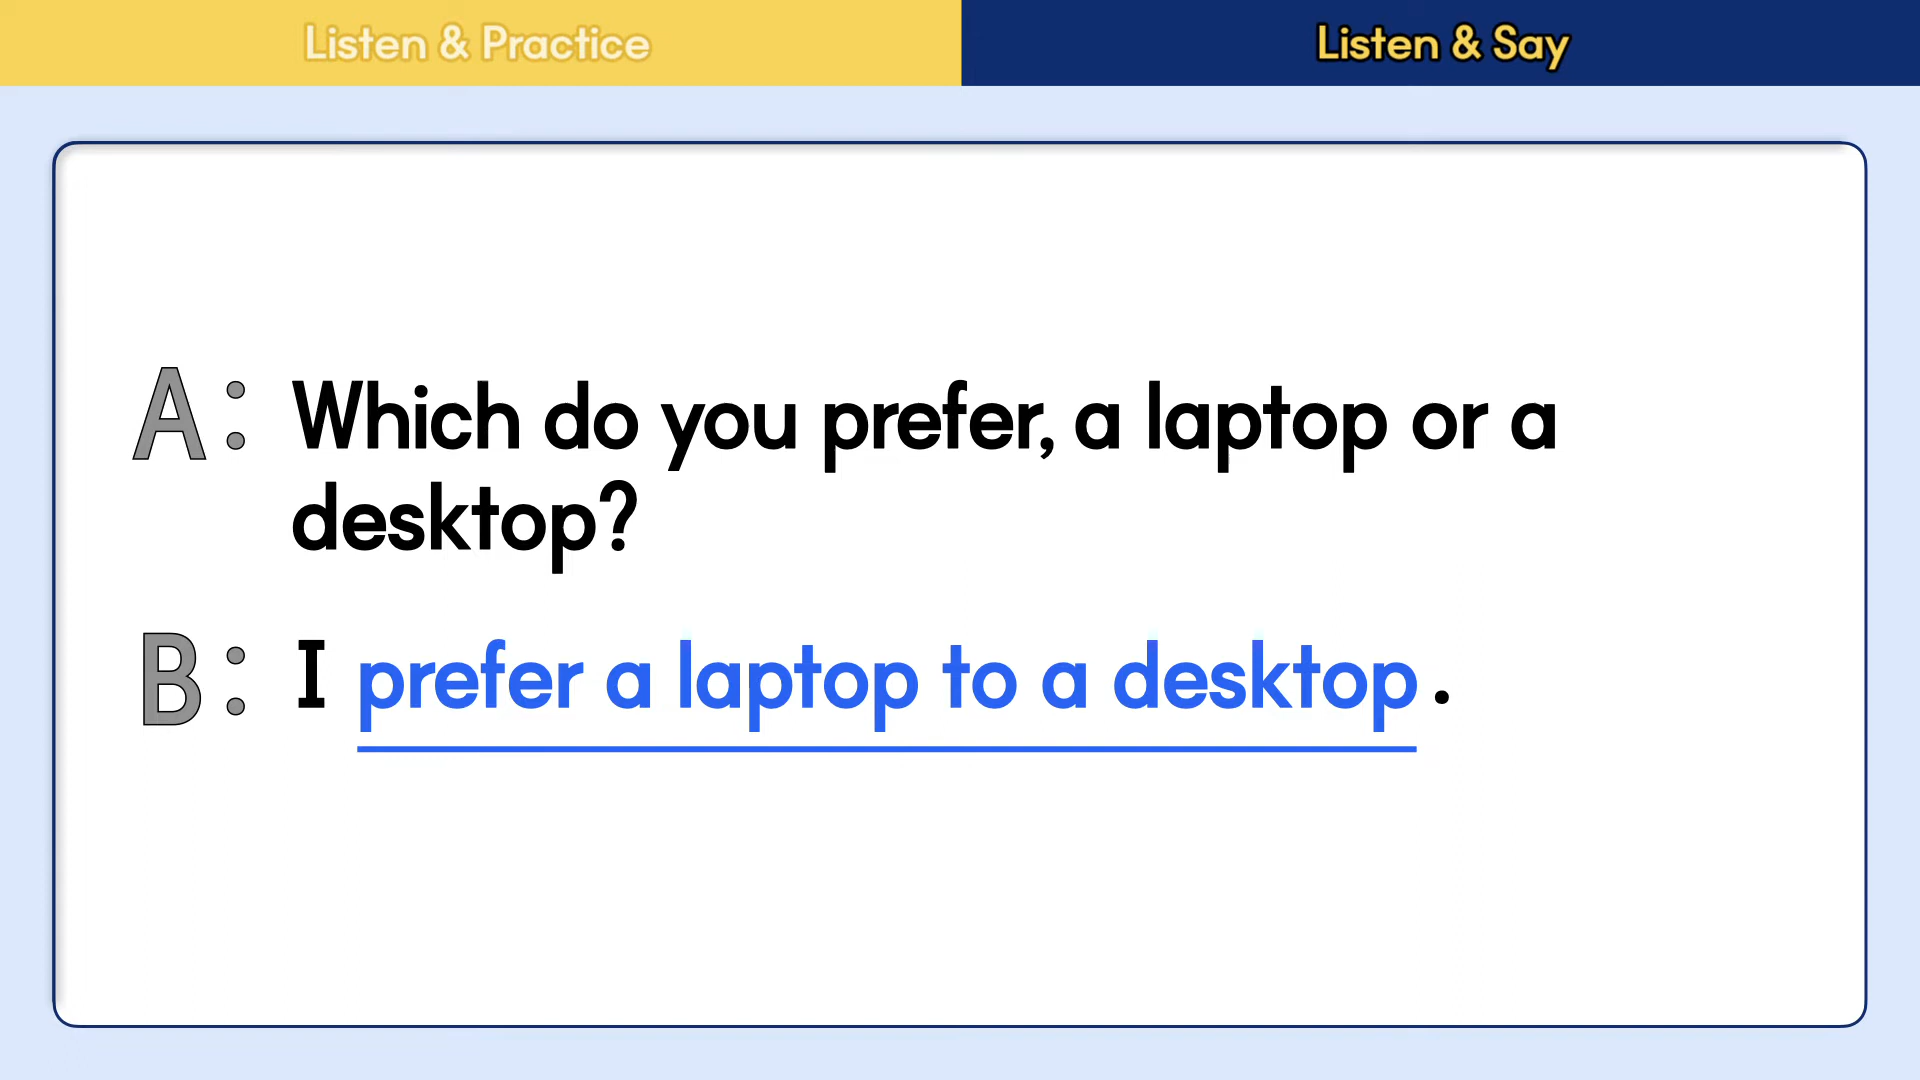 Listen & Practice
Listen & Say
A: Which do you prefer, a laptop or a
desktop?
B: I prefer a laptop to a desktop.